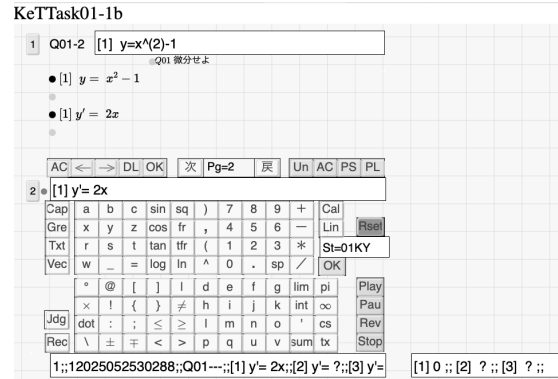 KeTTask01-1b
1 Q01-2 [1] y=x^(2)-1
Q01 微分せよ
● [1] y = x² − 1
● [1] y′ = 2x
AC ← → DL OK 次 Pg=2 戻 Un AC PS PL
2 [1] y'= 2x
Cap a b c sin sq ) 7 8 9 + Cal
Gre x y z cos fr , 4 5 6 − Lin Rset
Txt r s t tan tfr ( 1 2 3 * St=01KY
Vec w _ = log ln ^ 0 . sp / OK
° @ [ ] l d e f g lim pi Play
× ! { } ≠ h i j k int ∞ Pau
Jdg dot : ; ≤ ≥ l m n o ' cs Rev
Rec \ ± ∓ < > p q u v sum tx Stop
1;;12025052530288;;Q01---;;[1] y'= 2x;;[2] y'= ?;;[3] y'= [1] 0 ;; [2] ? ;; [3] ? ;;